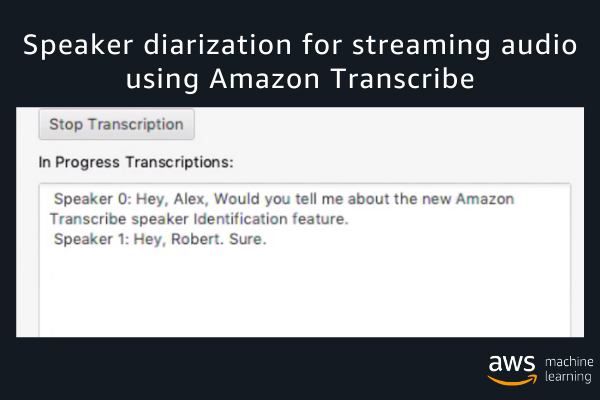 Speaker diarization for streaming audio
using Amazon Transcribe
Stop Transcription
In Progress Transcriptions:
Speaker 0: Hey, Alex, Would you tell me about the new Amazon
Transcribe speaker Identification feature.
Speaker 1: Hey, Robert. Sure.
aws machine
learning